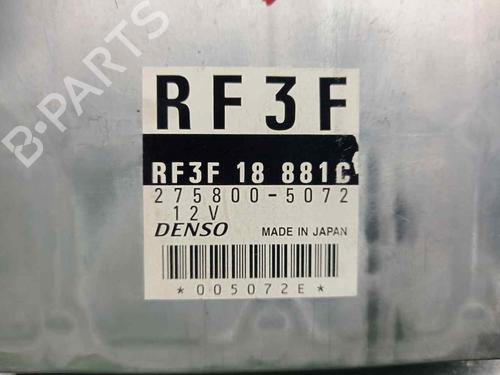 B-PARTS
RF3F
RF3F 18 881C
275800-5072
12V
DENSO MADE IN JAPAN
*005072E*